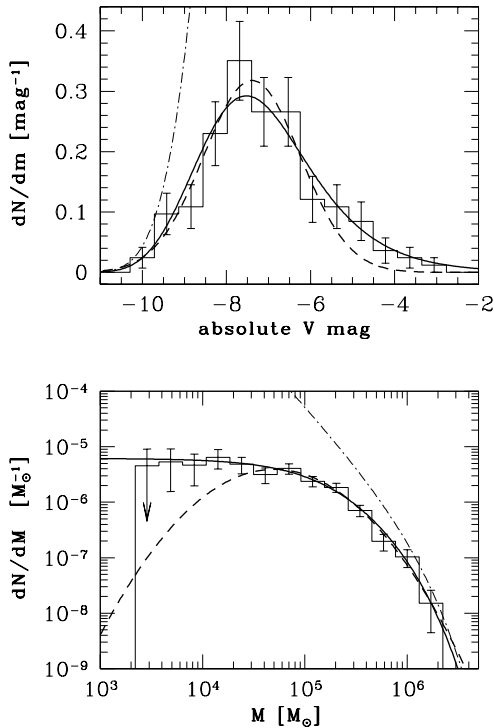 0.4
0.3
0.2
0.1
0
dN/dm [mag⁻¹]
−10 −8 −6 −4 −2
absolute V mag
10⁻⁴
10⁻⁵
10⁻⁶
10⁻⁷
10⁻⁸
10⁻⁹
dN/dM [M⊙⁻¹]
10³ 10⁴ 10⁵ 10⁶
M [M⊙]